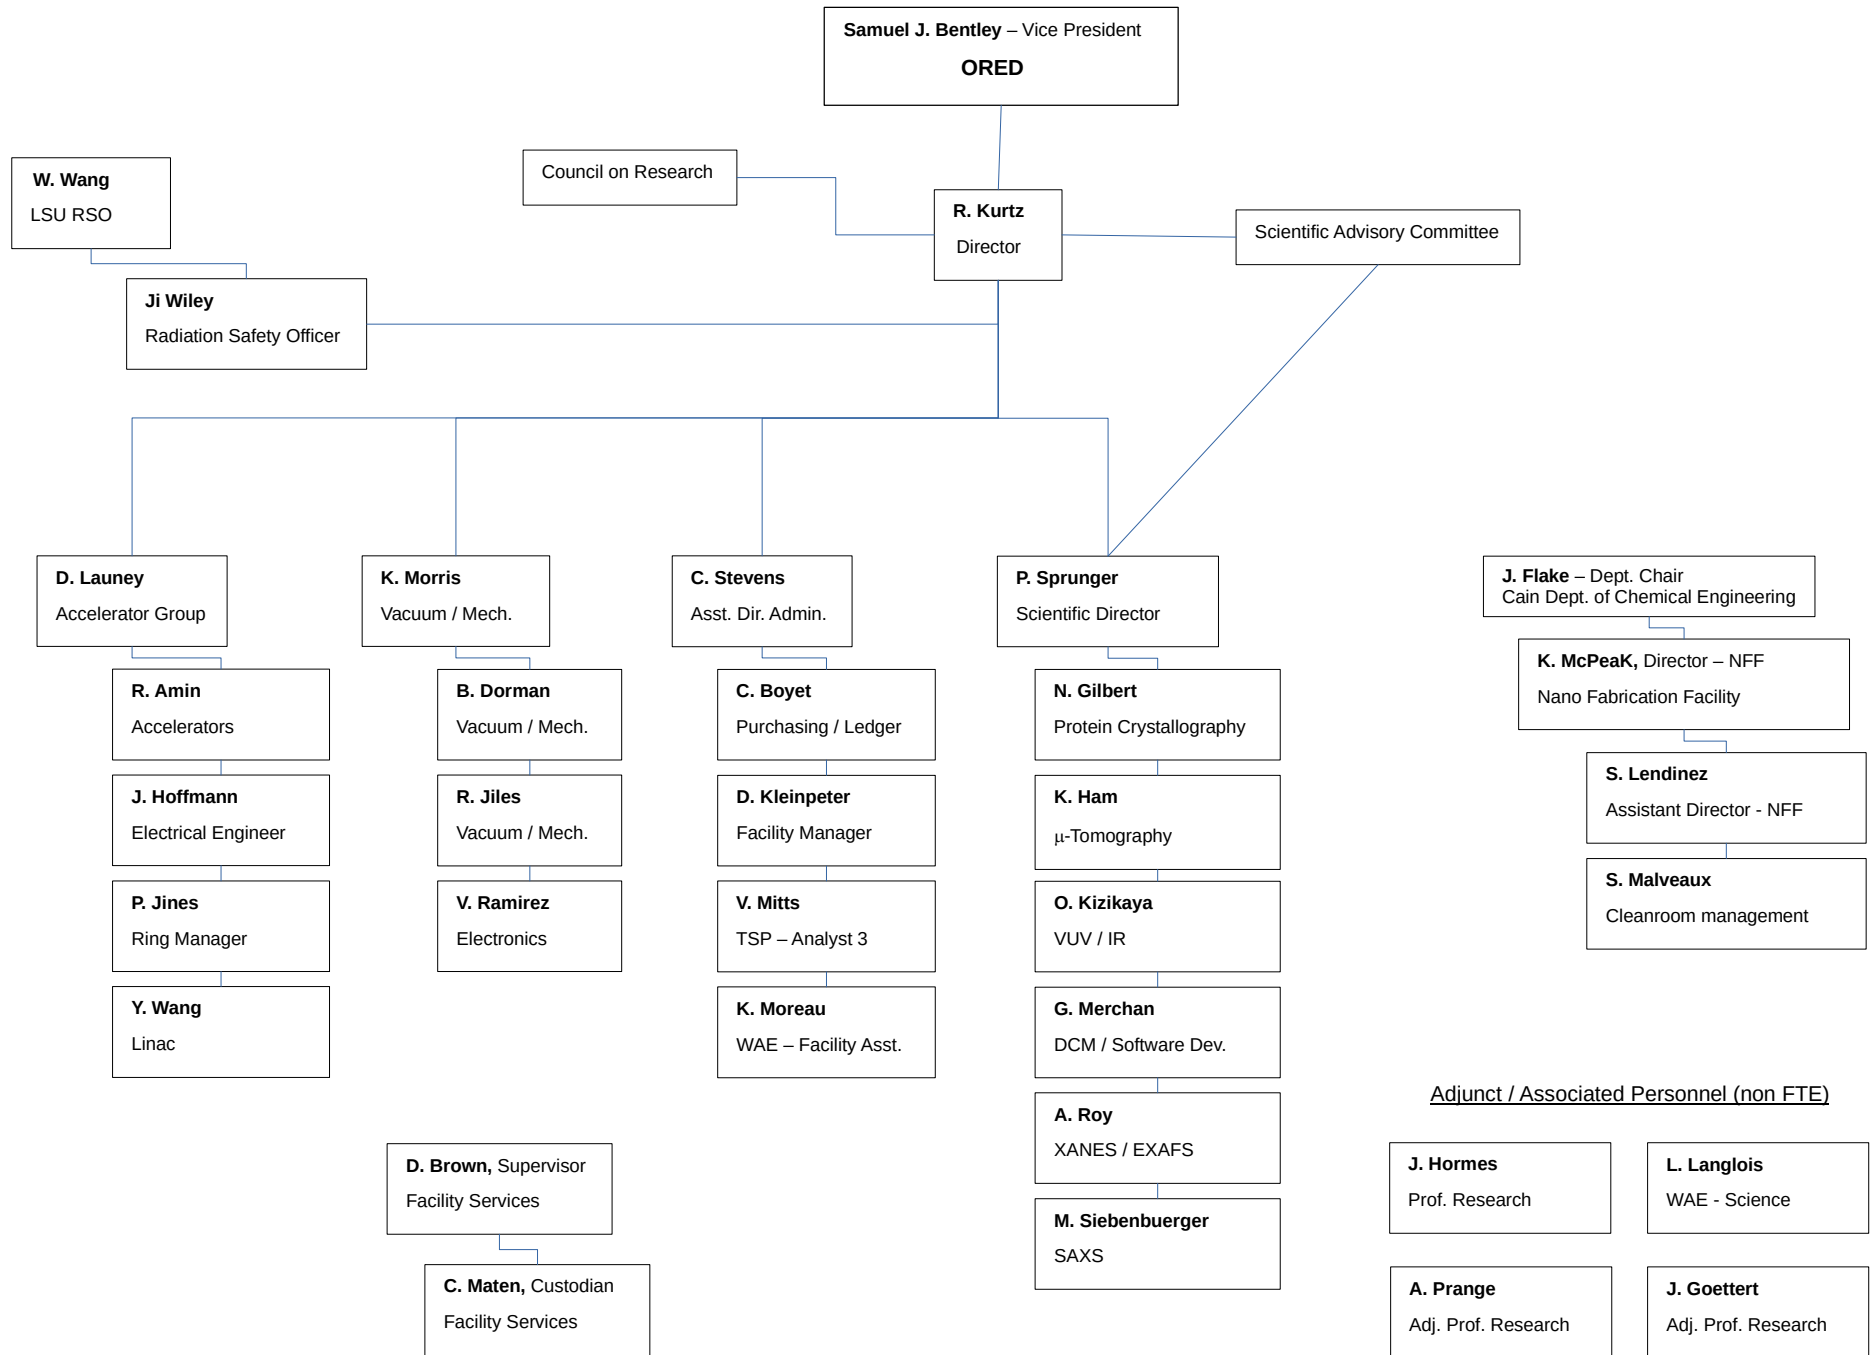 Samuel J. Bentley – Vice President
ORED
Council on Research
W. Wang
LSU RSO
R. Kurtz
Director
Scientific Advisory Committee
Ji Wiley
Radiation Safety Officer
D. Launey
Accelerator Group
R. Amin
Accelerators
J. Hoffmann
Electrical Engineer
P. Jines
Ring Manager
Y. Wang
Linac
K. Morris
Vacuum / Mech.
B. Dorman
Vacuum / Mech.
R. Jiles
Vacuum / Mech.
V. Ramirez
Electronics
C. Stevens
Asst. Dir. Admin.
C. Boyet
Purchasing / Ledger
D. Kleinpeter
Facility Manager
V. Mitts
TSP – Analyst 3
K. Moreau
WAE – Facility Asst.
P. Sprunger
Scientific Director
N. Gilbert
Protein Crystallography
K. Ham
μ-Tomography
O. Kizikaya
VUV / IR
G. Merchan
DCM / Software Dev.
A. Roy
XANES / EXAFS
M. Siebenbuerger
SAXS
J. Flake – Dept. Chair
Cain Dept. of Chemical Engineering
K. McPeaK, Director – NFF
Nano Fabrication Facility
S. Lendinez
Assistant Director - NFF
S. Malveaux
Cleanroom management
D. Brown, Supervisor
Facility Services
C. Maten, Custodian
Facility Services
Adjunct / Associated Personnel (non FTE)
J. Hormes
Prof. Research
L. Langlois
WAE - Science
A. Prange
Adj. Prof. Research
J. Goettert
Adj. Prof. Research